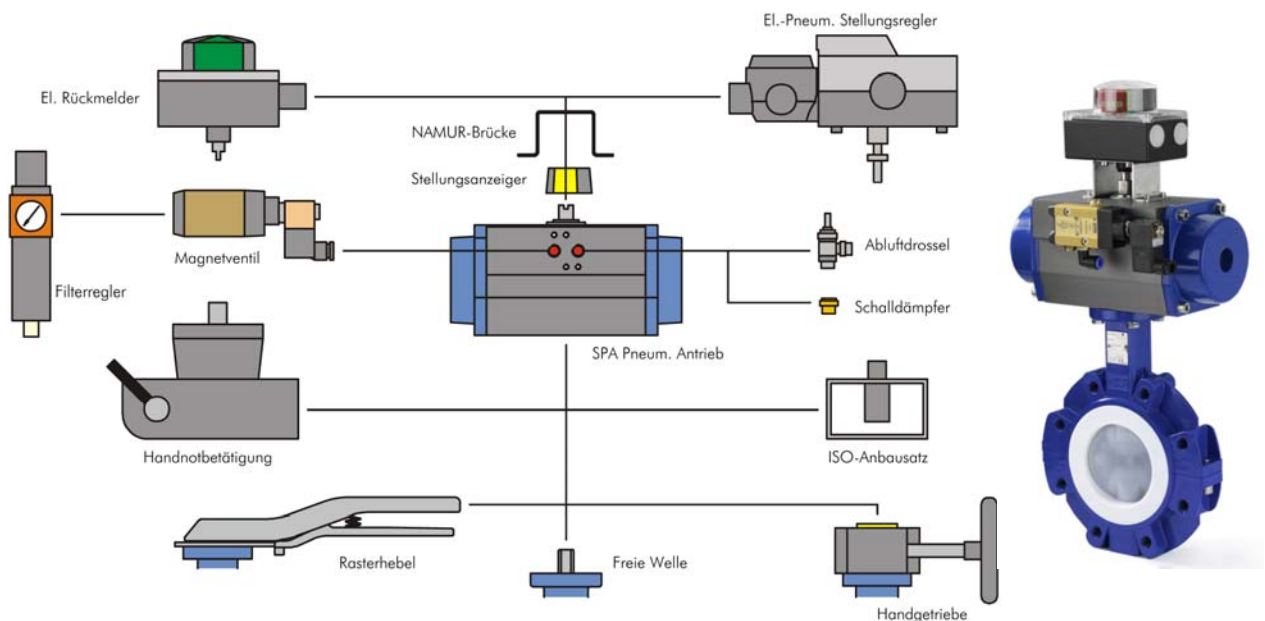 El.-Pneum. Stellungsregler
El. Rückmelder
NAMUR-Brücke
Stellungsanzeiger
Magnetventil
Abluftdrossel
Filterregler
Schalldämpfer
SPA Pneum. Antrieb
Handnotbetätigung
ISO-Anbausatz
Rasterhebel
Freie Welle
Handgetriebe